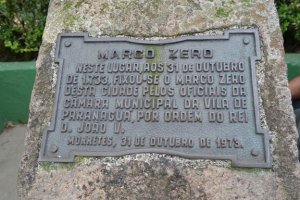 MARCO ZERO
NESTE LUGAR, AOS 31 DE OUTUBRO
DE 1733, FIXOU-SE O MARCO ZERO
DESTA CIDADE PELOS OFICIAIS DA
CÂMARA MUNICIPAL DA VILA DE
PARANAGUÁ, POR ORDEM DO REI
D. JOÃO V.
MORRETES, 31 DE OUTUBRO DE 1973.